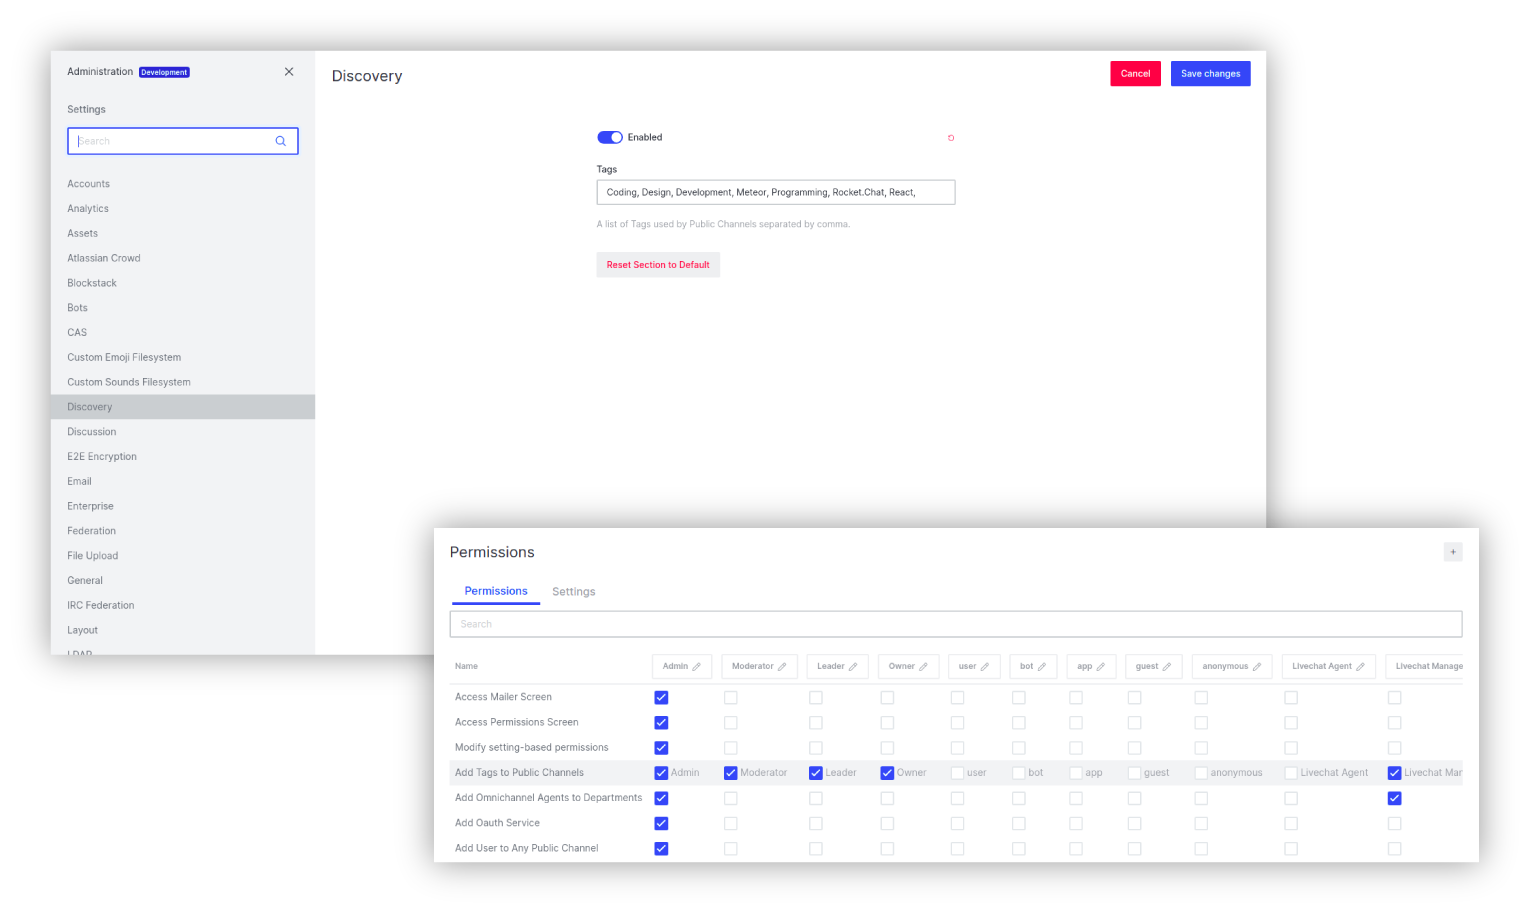 Administration Development
Settings
Search
Accounts
Analytics
Assets
Atlassian Crowd
Blockstack
Bots
CAS
Custom Emoji Filesystem
Custom Sounds Filesystem
Discovery
Discussion
E2E Encryption
Email
Enterprise
Federation
File Upload
General
IRC Federation
Layout
LDAP
Discovery
Cancel Save changes
Enabled
Tags
Coding, Design, Development, Meteor, Programming, Rocket.Chat, React,
A list of Tags used by Public Channels separated by comma.
Reset Section to Default
Permissions
+
Permissions Settings
Search
Name Admin Moderator Leader Owner user bot app guest anonymous Livechat Agent Livechat Manage
Access Mailer Screen
Access Permissions Screen
Modify setting-based permissions
Add Tags to Public Channels Admin Moderator Leader Owner user bot app guest anonymous Livechat Agent Livechat Mar
Add Omnichannel Agents to Departments
Add Oauth Service
Add User to Any Public Channel